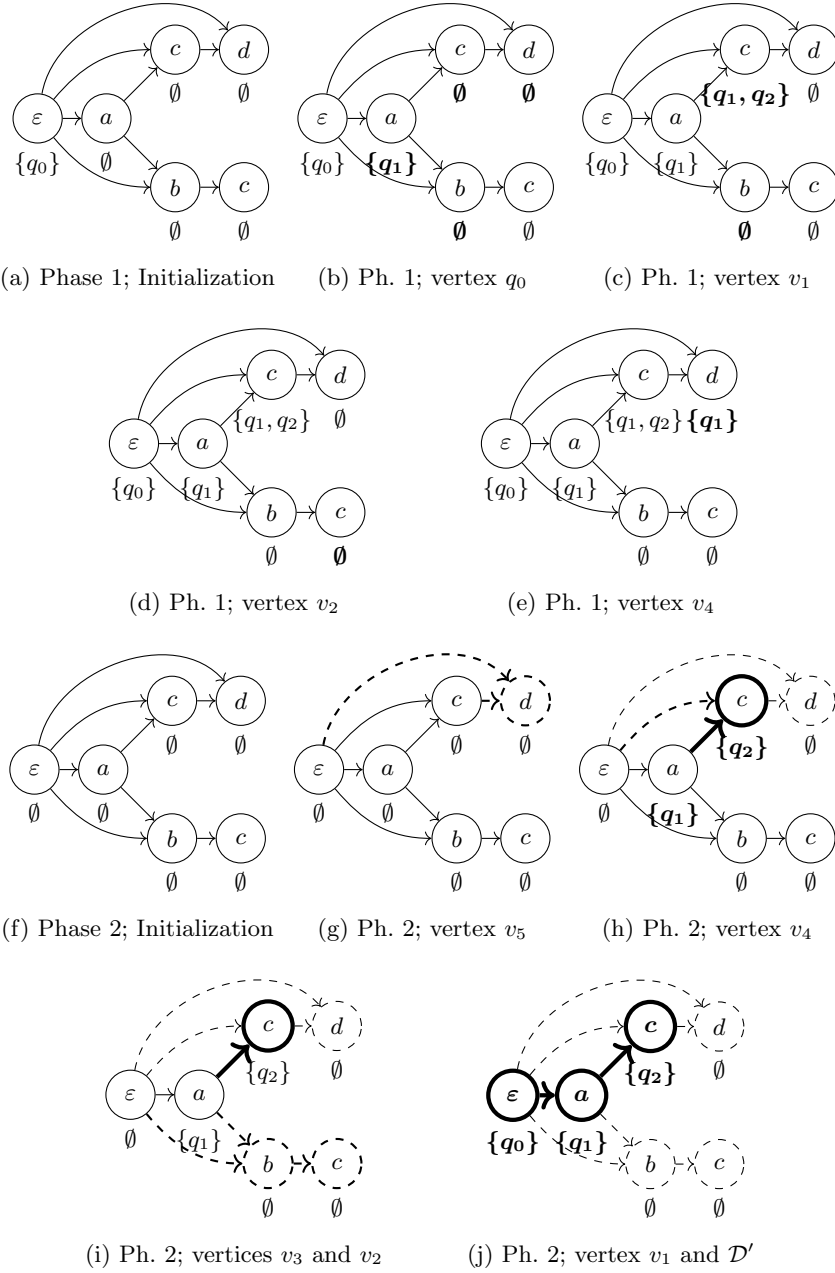 c d
∅ ∅
ε a
{q₀} ∅
b c
∅ ∅
(a) Phase 1; Initialization
c d
∅ ∅
ε a
{q₀} {q₁}
b c
∅ ∅
(b) Ph. 1; vertex q₀
c d
{q₁, q₂} ∅
ε a
{q₀} {q₁}
b c
∅ ∅
(c) Ph. 1; vertex v₁
c d
{q₁, q₂} ∅
ε a
{q₀} {q₁}
b c
∅ ∅
(d) Ph. 1; vertex v₂
c d
{q₁, q₂} {q₁}
ε a
{q₀} {q₁}
b c
∅ ∅
(e) Ph. 1; vertex v₄
c d
∅ ∅
ε a
∅ ∅
b c
∅ ∅
(f) Phase 2; Initialization
c d
∅ ∅
ε a
∅ ∅
b c
∅ ∅
(g) Ph. 2; vertex v₅
c d
{q₂} ∅
ε a
∅ {q₁}
b c
∅ ∅
(h) Ph. 2; vertex v₄
c d
{q₂} ∅
ε a
∅ {q₁}
b c
∅ ∅
(i) Ph. 2; vertices v₃ and v₂
c d
{q₂} ∅
ε a
{q₀} {q₁}
b c
∅ ∅
(j) Ph. 2; vertex v₁ and 𝒟′